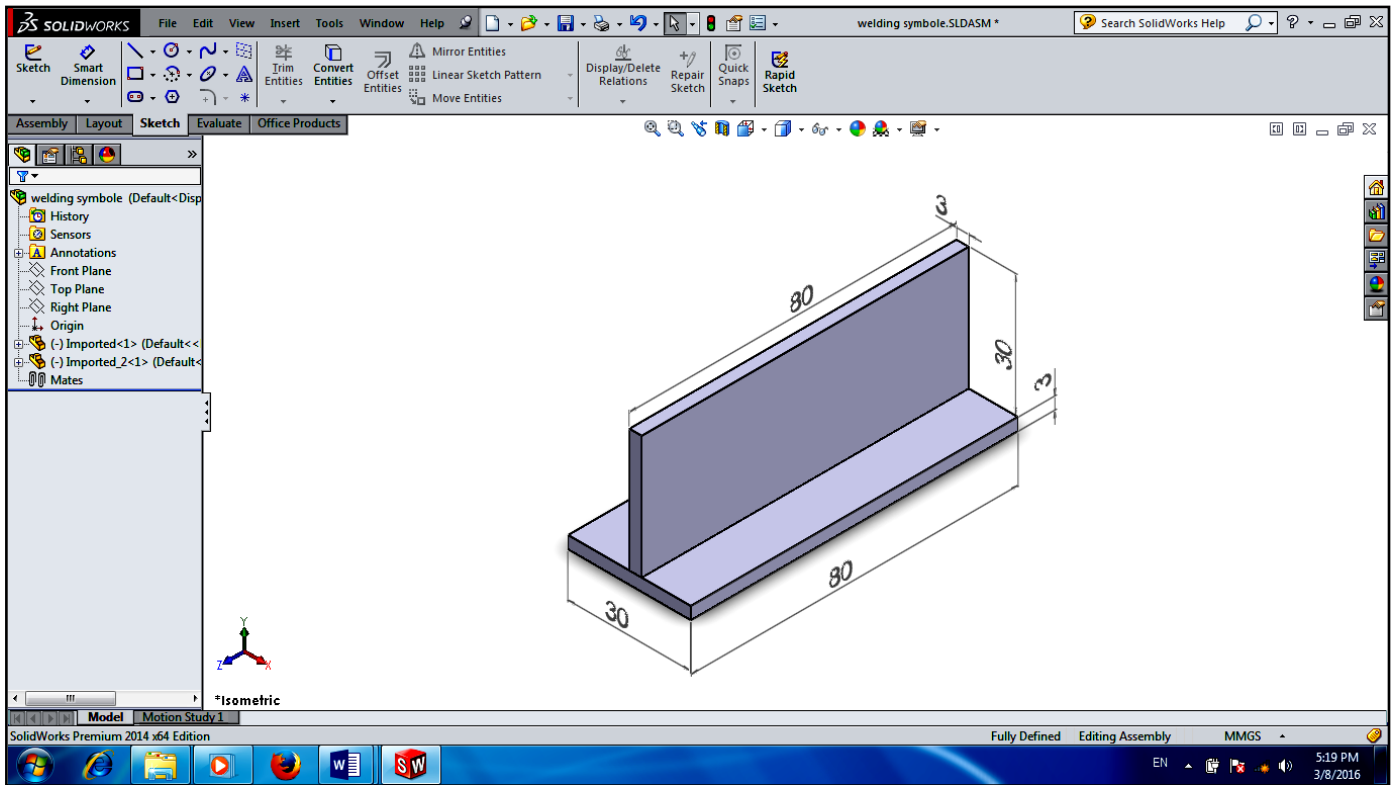 SOLIDWORKS File Edit View Insert Tools Window Help welding symbole.SLDASM * Search SolidWorks Help
Sketch Smart Dimension Trim Entities Convert Entities Offset Entities Mirror Entities Linear Sketch Pattern Move Entities Display/Delete Relations Repair Sketch Quick Snaps Rapid Sketch
Assembly Layout Sketch Evaluate Office Products
welding symbole (Default<Disp
History
Sensors
Annotations
Front Plane
Top Plane
Right Plane
Origin
(-) Imported<1> (Default<<
(-) Imported_2<1> (Default<
Mates
3
80
30
3
80
30
Y
Z X
*Isometric
Model Motion Study 1
SolidWorks Premium 2014 x64 Edition Fully Defined Editing Assembly MMGS
EN 5:19 PM
3/8/2016